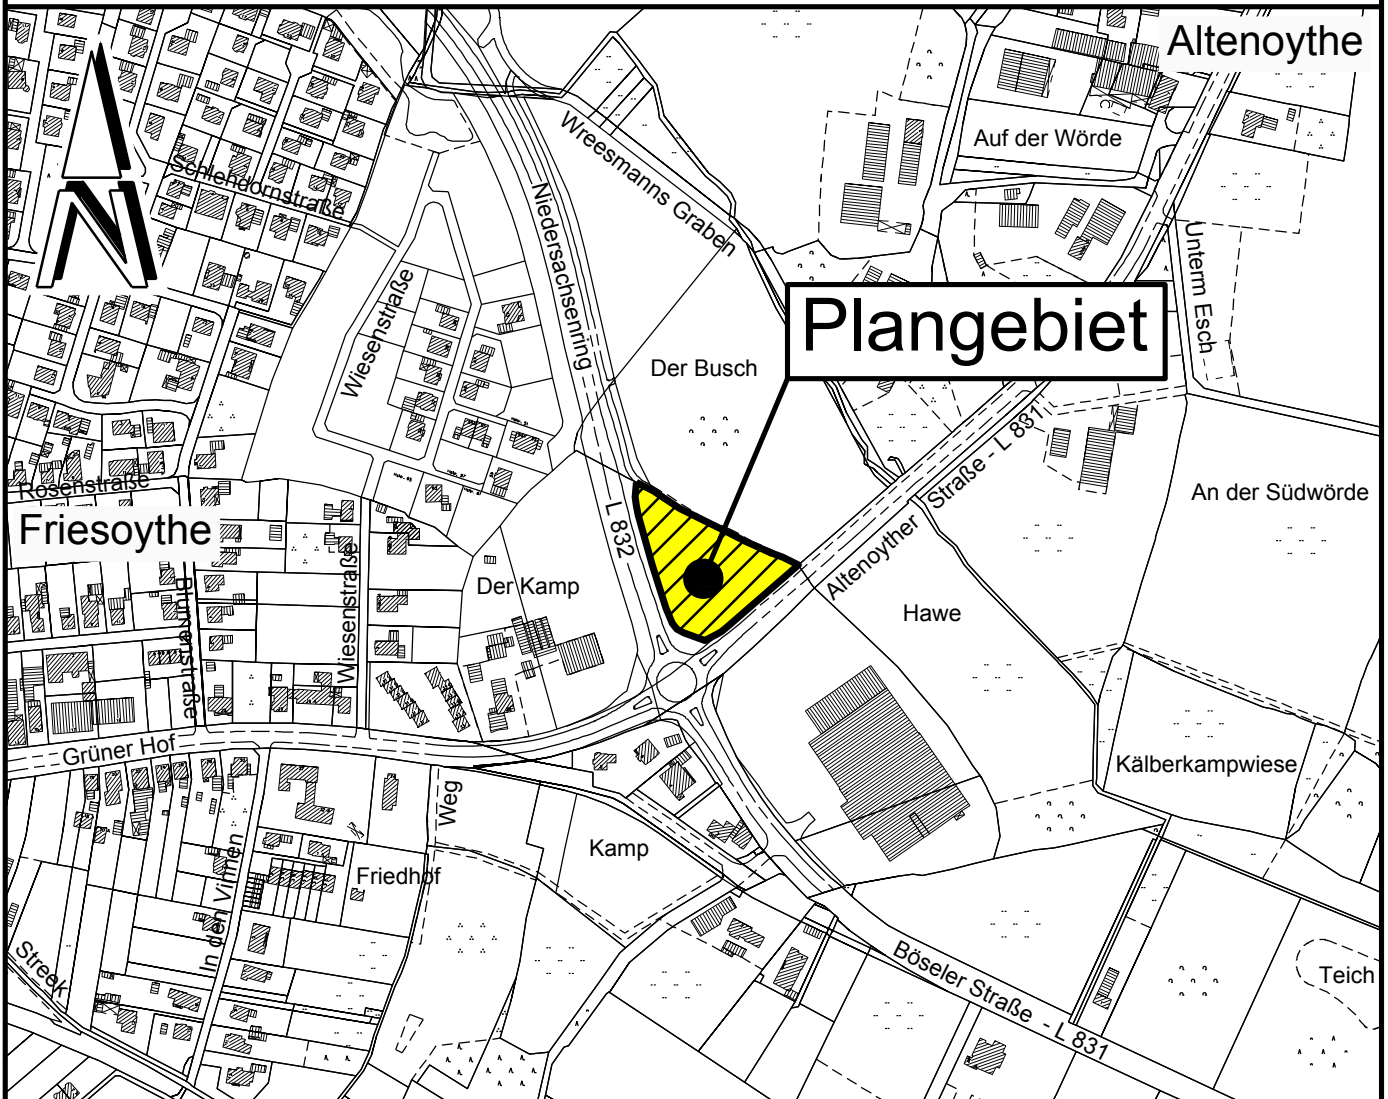 Altenoythe
Auf der Wörde
Wreesmanns Graben
Schlehdornstraße
Niedersachsenring
Unterm Esch
Wiesenstraße
Plangebiet
Der Busch
Altenoyther Straße - L 831
Rosenstraße
An der Südwörde
Friesoythe
L 832
Der Kamp
Blumenstraße
Wiesenstraße
Hawe
Grüner Hof
Kälberkampwiese
Weg
Kamp
Friedhof
In den Vinnen
Streek
Böseler Straße - L 831
Teich
N